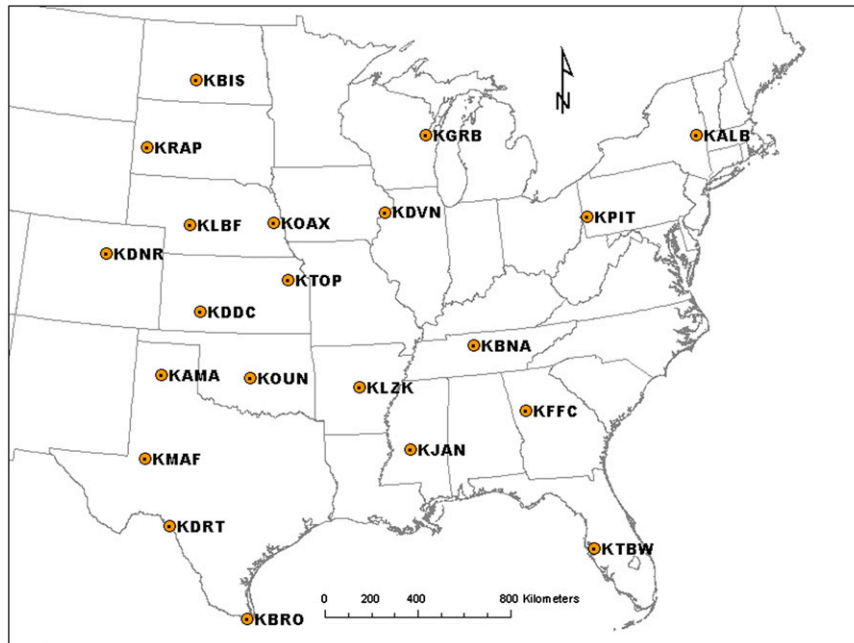 KBIS
N
KGRB
KALB
KRAP
KLBF
KOAX
KDVN
KPIT
KDNR
KTOP
KDDC
KBNA
KAMA
KOUN
KLZK
KFFC
KJAN
KMAF
KDRT
KTBW
0 200 400 800 Kilometers
KBRO